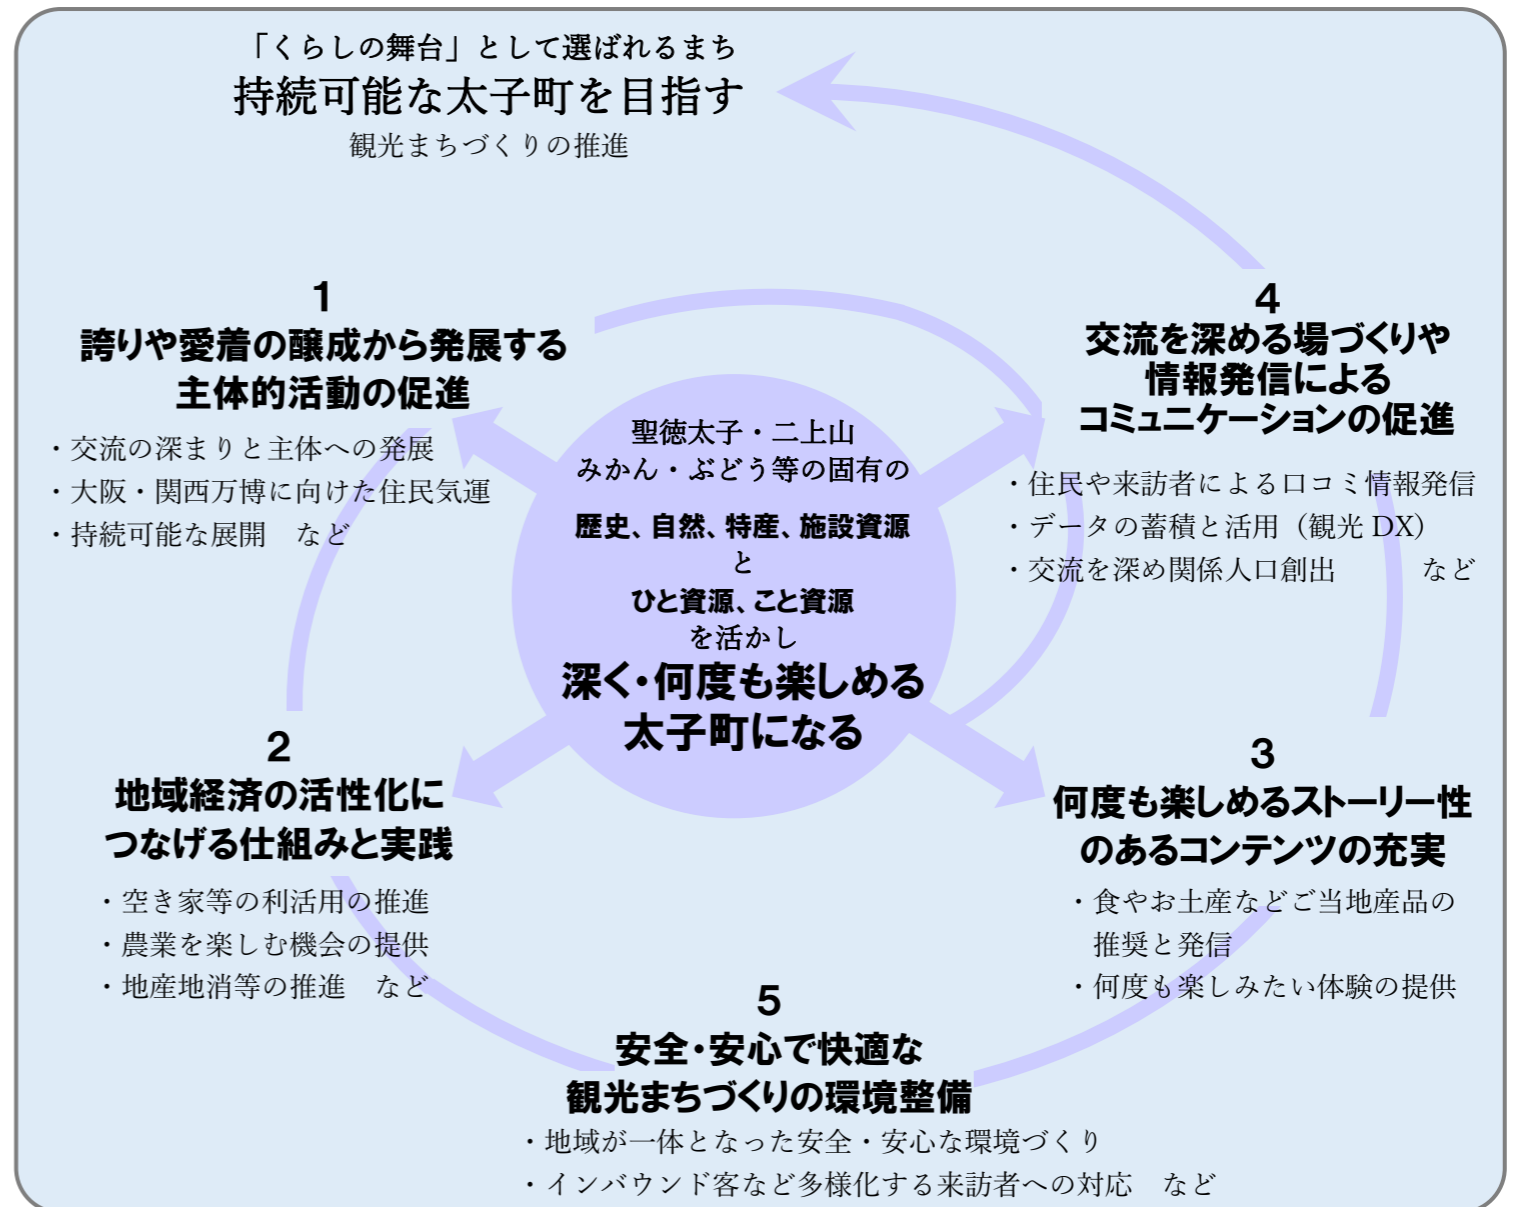 「くらしの舞台」として選ばれるまち
持続可能な太子町を目指す
観光まちづくりの推進
1
誇りや愛着の醸成から発展する
主体的活動の促進
・交流の深まりと主体への発展
・大阪・関西万博に向けた住民気運
・持続可能な展開　など
4
交流を深める場づくりや
情報発信による
コミュニケーションの促進
・住民や来訪者による口コミ情報発信
・データの蓄積と活用（観光 DX）
・交流を深め関係人口創出　　　など
聖徳太子・二上山
みかん・ぶどう等の固有の
歴史、自然、特産、施設資源
と
ひと資源、こと資源
を活かし
深く・何度も楽しめる
太子町になる
2
地域経済の活性化に
つなげる仕組みと実践
・空き家等の利活用の推進
・農業を楽しむ機会の提供
・地産地消等の推進　など
3
何度も楽しめるストーリー性
のあるコンテンツの充実
・食やお土産などご当地産品の
推奨と発信
・何度も楽しみたい体験の提供
5
安全・安心で快適な
観光まちづくりの環境整備
・地域が一体となった安全・安心な環境づくり
・インバウンド客など多様化する来訪者への対応　など